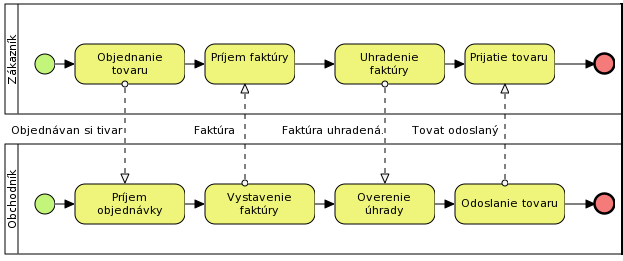 Zákazník
Objednanie
tovaru
Príjem faktúry
Uhradenie
faktúry
Prijatie tovaru
Objednávan si tivar
Faktúra
Faktúra uhradená.
Tovat odoslaný
Obchodník
Príjem
objednávky
Vystavenie
faktúry
Overenie
úhrady
Odoslanie tovaru